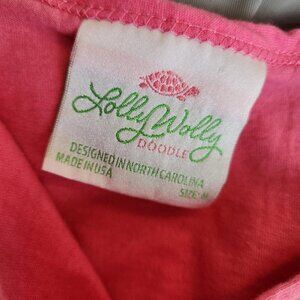 Lolly Wolly
DOODLE
DESIGNED IN NORTH CAROLINA
MADE IN USA
SIZE: M